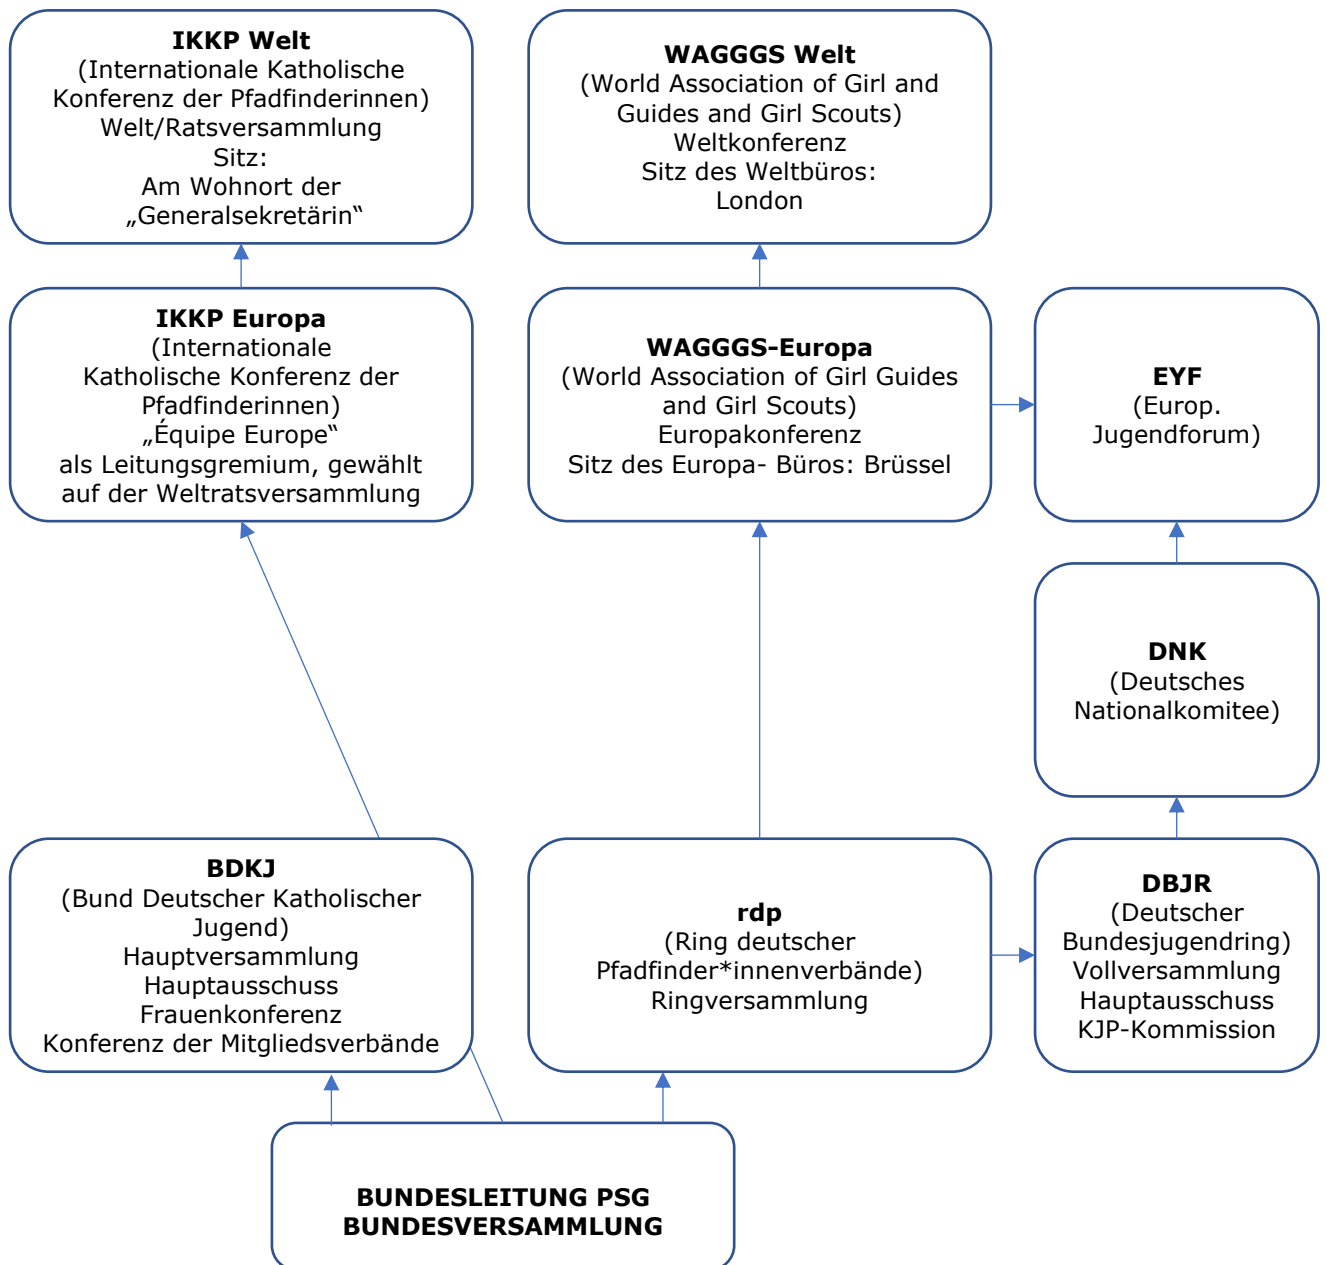 IKKP Welt
(Internationale Katholische
Konferenz der Pfadfinderinnen)
Welt/Ratsversammlung
Sitz:
Am Wohnort der
„Generalsekretärin“
WAGGGS Welt
(World Association of Girl and
Guides and Girl Scouts)
Weltkonferenz
Sitz des Weltbüros:
London
IKKP Europa
(Internationale
Katholische Konferenz der
Pfadfinderinnen)
„Équipe Europe“
als Leitungsgremium, gewählt
auf der Weltratsversammlung
WAGGGS–Europa
(World Association of Girl Guides
and Girl Scouts)
Europakonferenz
Sitz des Europa- Büros: Brüssel
EYF
(Europ.
Jugendforum)
DNK
(Deutsches
Nationalkomitee)
BDKJ
(Bund Deutscher Katholischer
Jugend)
Hauptversammlung
Hauptausschuss
Frauenkonferenz
Konferenz der Mitgliedsverbände
rdp
(Ring deutscher
Pfadfinder*innenverbände)
Ringversammlung
DBJR
(Deutscher
Bundesjugendring)
Vollversammlung
Hauptausschuss
KJP-Kommission
BUNDESLEITUNG PSG
BUNDESVERSAMMLUNG